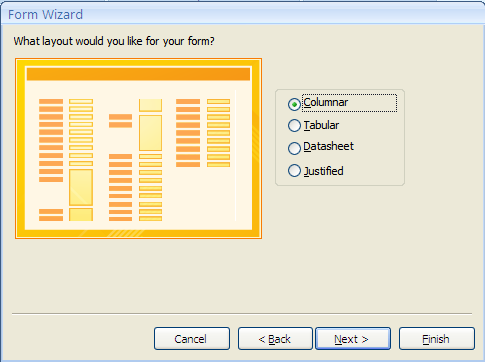 Form Wizard
What layout would you like for your form?
Columnar
Tabular
Datasheet
Justified
Cancel
< Back
Next >
Finish